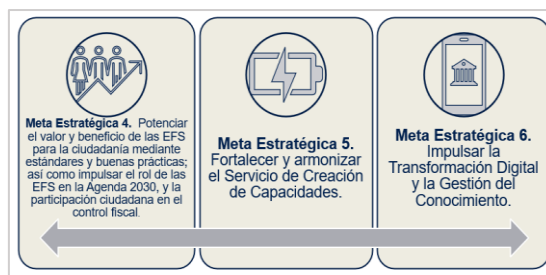 Meta Estratégica 4. Potenciar
el valor y beneficio de las EFS
para la ciudadanía mediante
estándares y buenas prácticas;
así como impulsar el rol de las
EFS en la Agenda 2030, y la
participación ciudadana en el
control fiscal.
Meta Estratégica 5.
Fortalecer y armonizar
el Servicio de Creación
de Capacidades.
Meta Estratégica 6.
Impulsar la
Transformación Digital
y la Gestión del
Conocimiento.